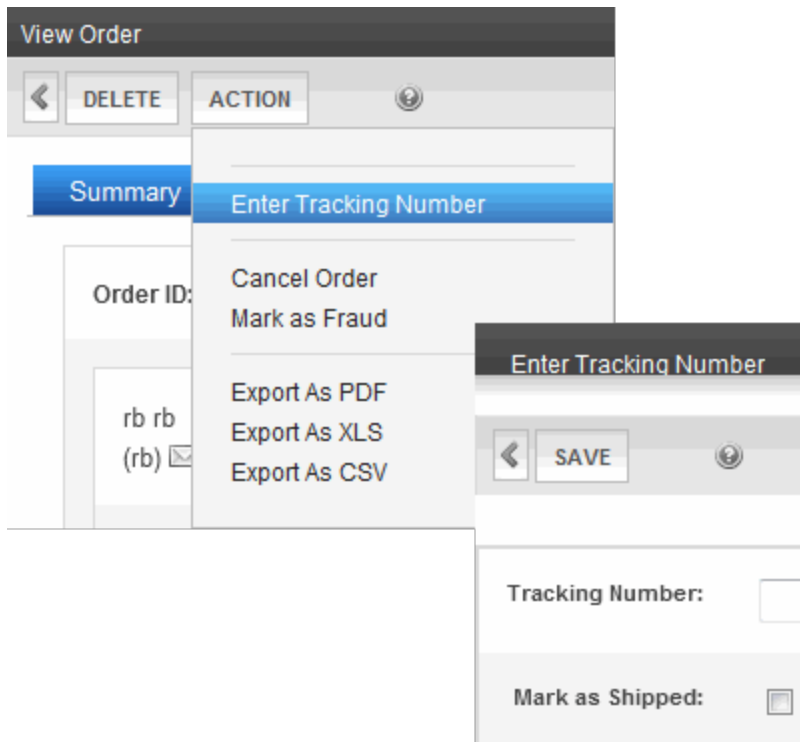 View Order
DELETE ACTION
Summary
Enter Tracking Number
Cancel Order
Order ID:
Mark as Fraud
Export As PDF
rb rb
Export As XLS
(rb)
Export As CSV
Enter Tracking Number
SAVE
Tracking Number:
Mark as Shipped: